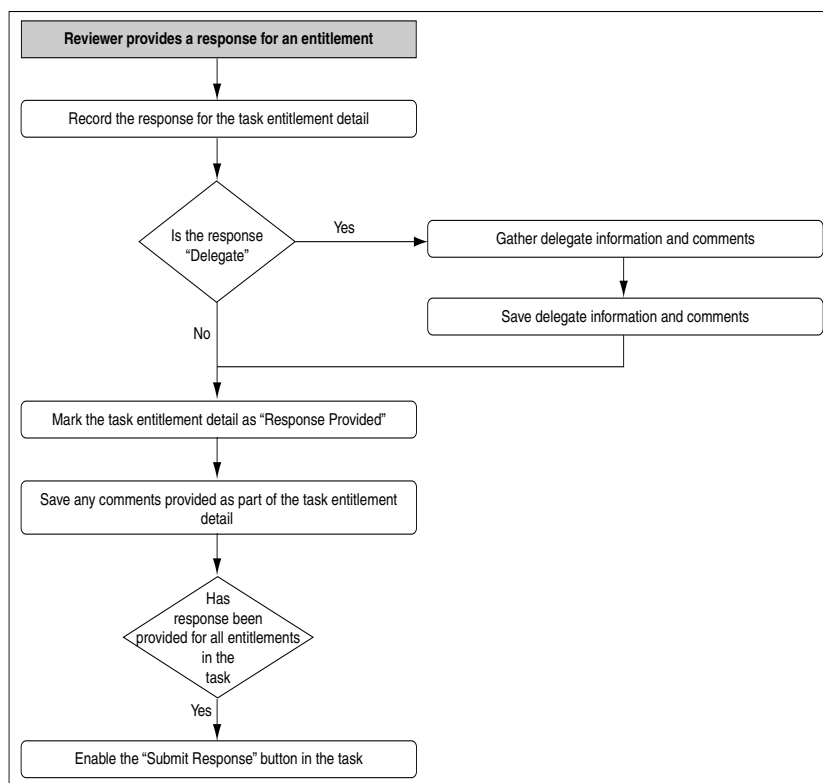 Reviewer provides a response for an entitlement
Record the response for the task entitlement detail
Is the response
“Delegate”
Yes
Gather delegate information and comments
Save delegate information and comments
No
Mark the task entitlement detail as “Response Provided”
Save any comments provided as part of the task entitlement
detail
Has
response been
provided for all entitlements
in the
task
Yes
Enable the “Submit Response” button in the task